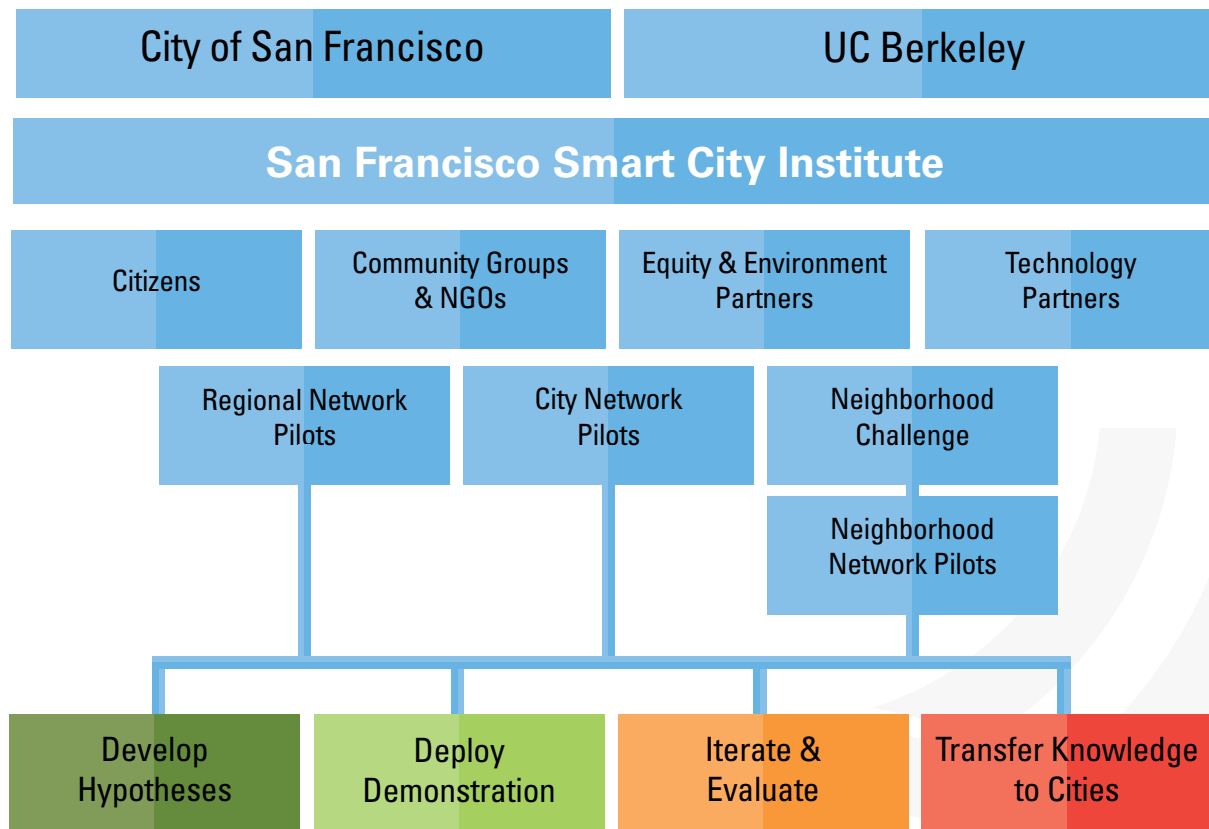 City of San Francisco
UC Berkeley
San Francisco Smart City Institute
Citizens
Community Groups
& NGOs
Equity & Environment
Partners
Technology
Partners
Regional Network
Pilots
City Network
Pilots
Neighborhood
Challenge
Neighborhood
Network Pilots
Develop
Hypotheses
Deploy
Demonstration
Iterate &
Evaluate
Transfer Knowledge
to Cities